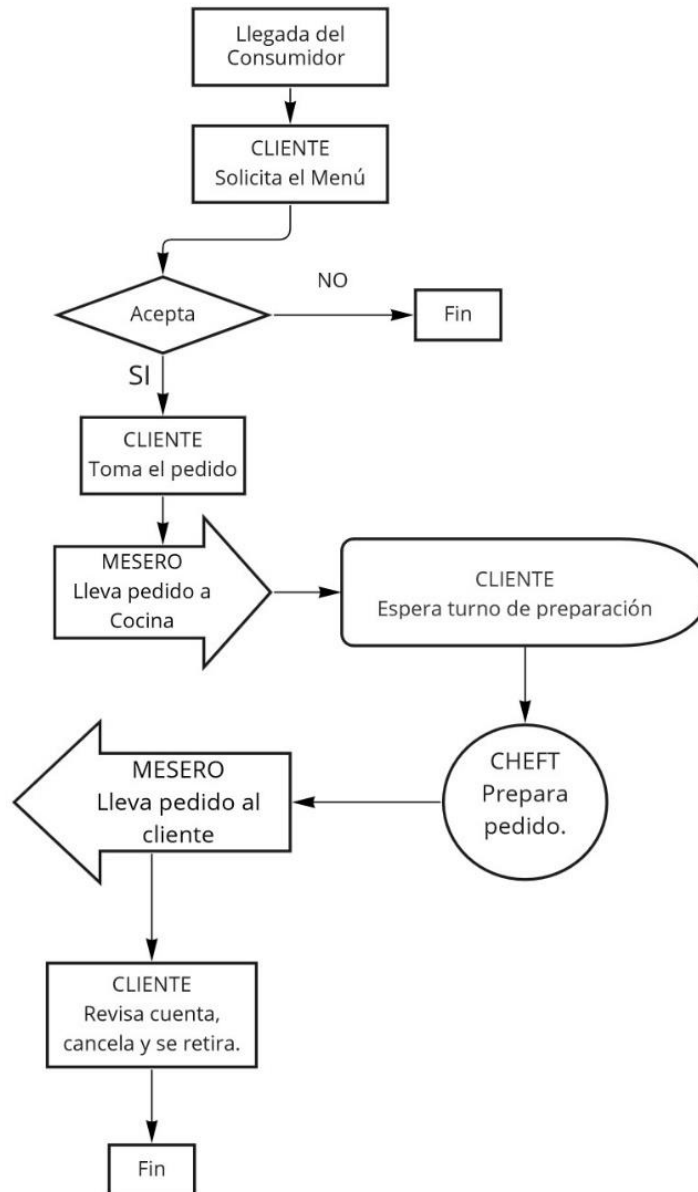 Llegada del
Consumidor
CLIENTE
Solicita el Menú
Acepta
NO
Fin
SI
CLIENTE
Toma el pedido
MESERO
Lleva pedido a
Cocina
CLIENTE
Espera turno de preparación
CHEFT
Prepara
pedido.
MESERO
Lleva pedido al
cliente
CLIENTE
Revisa cuenta,
cancela y se retira.
Fin